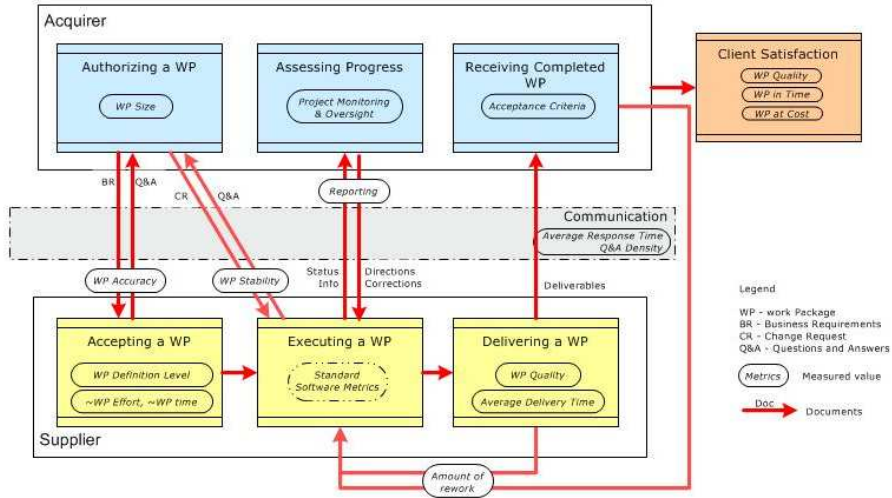 Acquirer
Authorizing a WP
WP Size
Assessing Progress
Project Monitoring
& Oversight
Receiving Completed
WP
Acceptance Criteria
Client Satisfaction
WP Quality
WP in Time
WP at Cost
BR
Q&A
CR
Q&A
Reporting
Communication
Average Response Time
Q&A Density
WP Accuracy
WP Stability
Status
Info
Directions
Corrections
Deliverables
Accepting a WP
WP Definition Level
~WP Effort, ~WP time
Executing a WP
Standard
Software Metrics
Delivering a WP
WP Quality
Average Delivery Time
Supplier
Amount of
rework
Legend
WP - work Package
BR - Business Requirements
CR - Change Request
Q&A - Questions and Answers
Metrics
Measured value
Doc
Documents